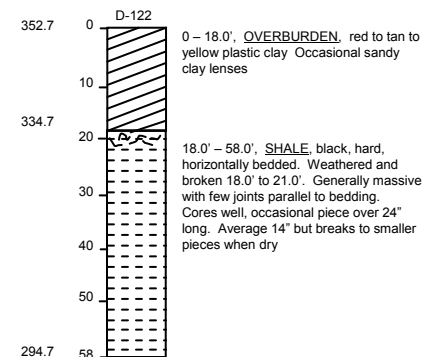 D-122
352.7
0
0 – 18.0’, OVERBURDEN, red to tan to
yellow plastic clay  Occasional sandy
clay lenses
10
334.7
20
18.0’ – 58.0’, SHALE, black, hard,
horizontally bedded.  Weathered and
broken 18.0’ to 21.0’.  Generally massive
with few joints parallel to bedding.
Cores well, occasional piece over 24”
long.  Average 14” but breaks to smaller
pieces when dry
30
40
50
294.7
58